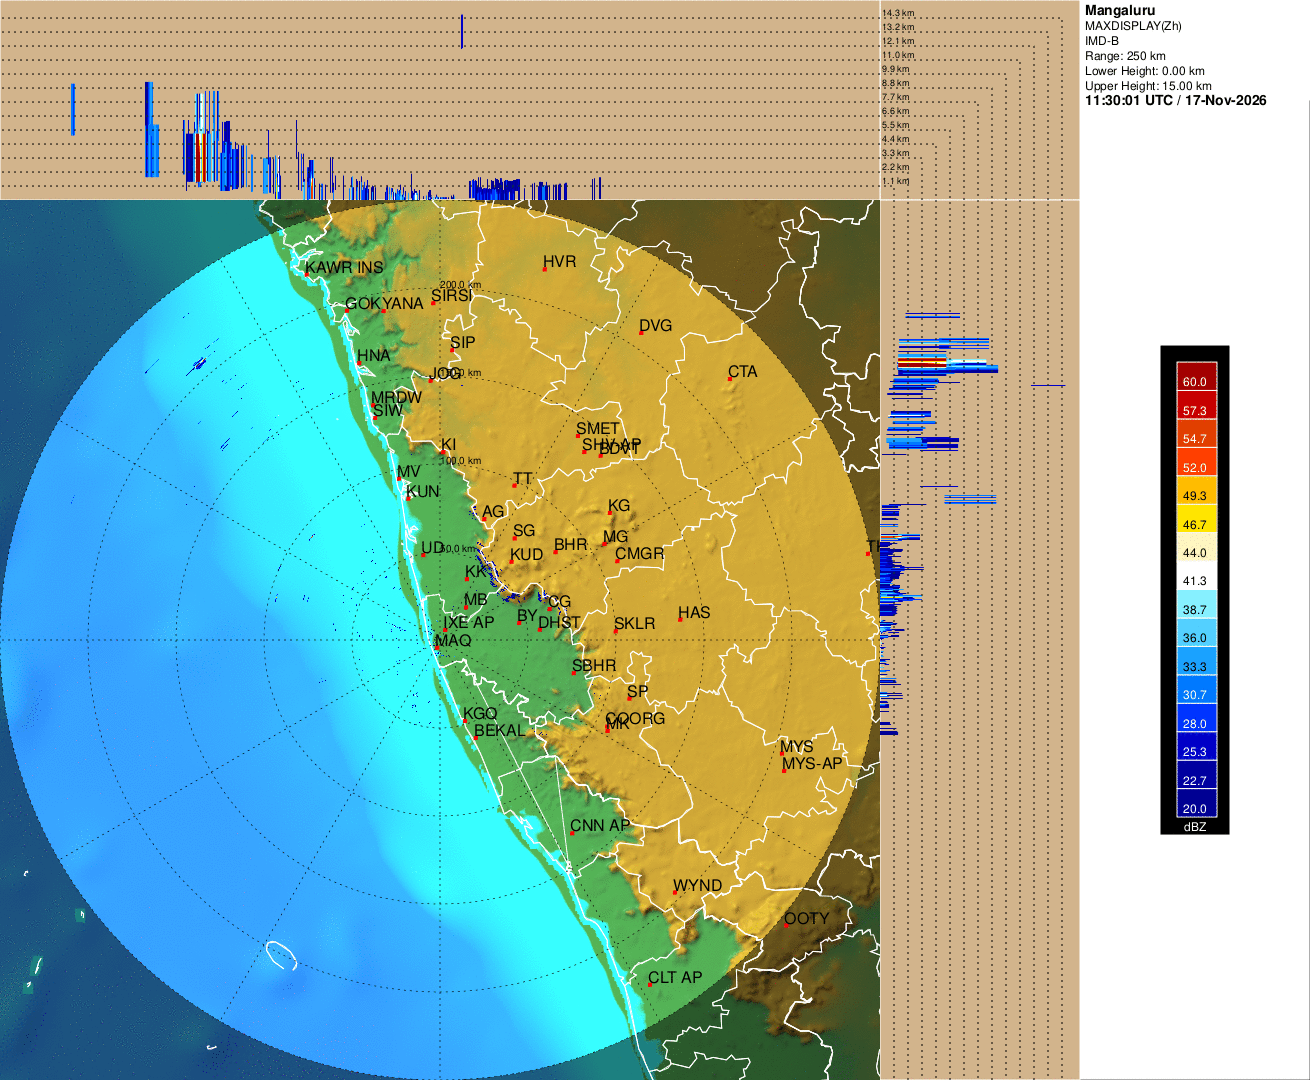 Mangaluru
MAXDISPLAY(Zh)
IMD-B
Range: 250 km
Lower Height: 0.00 km
Upper Height: 15.00 km
11:30:01 UTC / 17-Nov-2026
14.3 km
13.2 km
12.1 km
11.0 km
9.9 km
8.8 km
7.7 km
6.6 km
5.5 km
4.4 km
3.3 km
2.2 km
1.1 km
HVR
KAWR INS
200.0 km
SIRSI
GOKYANA
DVG
SIP
HNA
CTA
JOG
MRDW
SIW
SMET
KI
SHV-AP
BDVT
100.0 km
MV
TT
KUN
KG
AG
SG
MG
UD
50.0 km
BHR
KUD
CMGR
KK
MB
CG
BY
DHST
HAS
IXE AP
SKLR
MAQ
SBHR
SP
KGQ
COORG
MK
BEKAL
MYS
MYS-AP
CNN AP
WYND
OOTY
CLT AP
60.0
57.3
54.7
52.0
49.3
46.7
44.0
41.3
38.7
36.0
33.3
30.7
28.0
25.3
22.7
20.0
dBZ